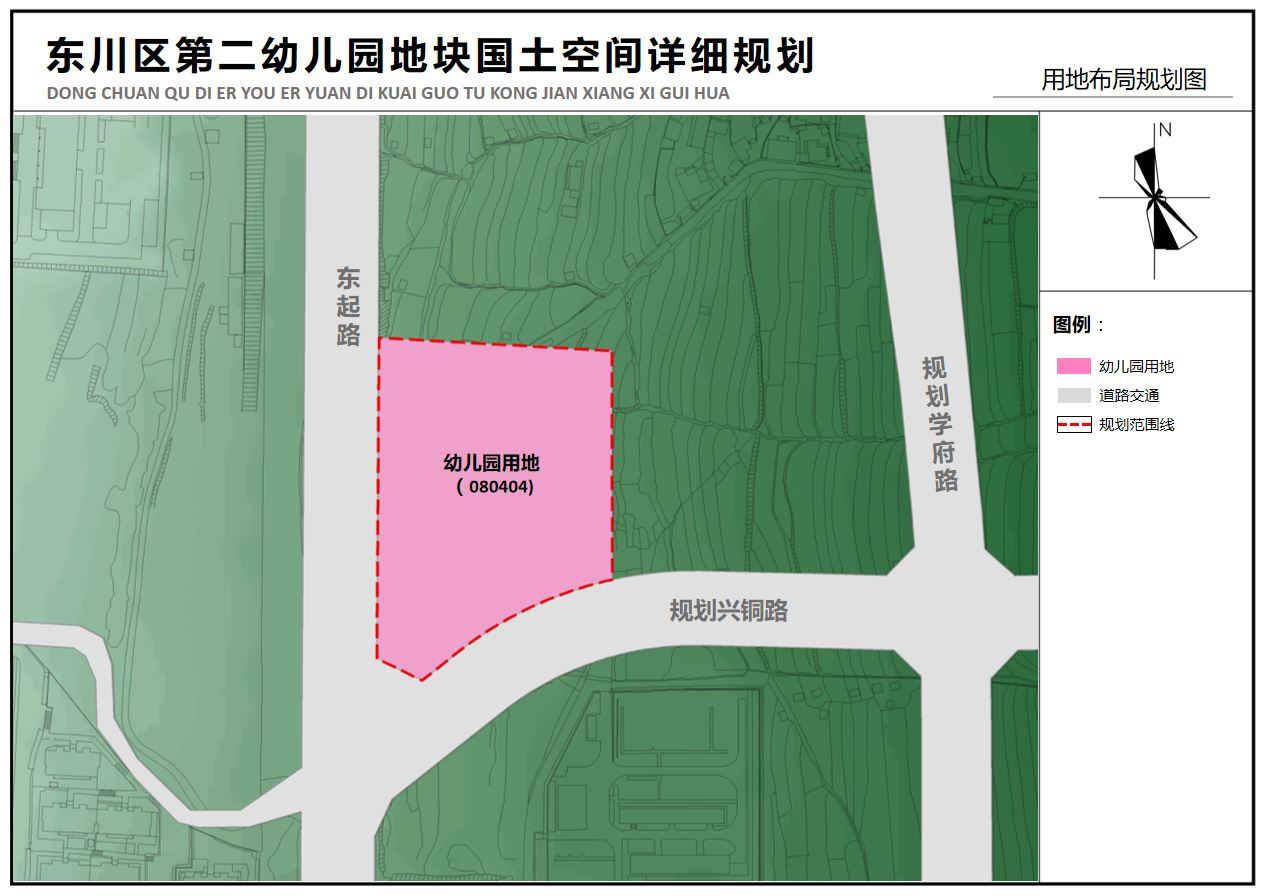 东川区第二幼儿园地块国土空间详细规划
DONG CHUAN QU DI ER YOU ER YUAN DI KUAI GUO TU KONG JIAN XIANG XI GUI HUA
用地布局规划图
N
东起路
规划学府路
幼儿园用地
( 080404)
规划兴铜路
图例：
幼儿园用地
道路交通
规划范围线